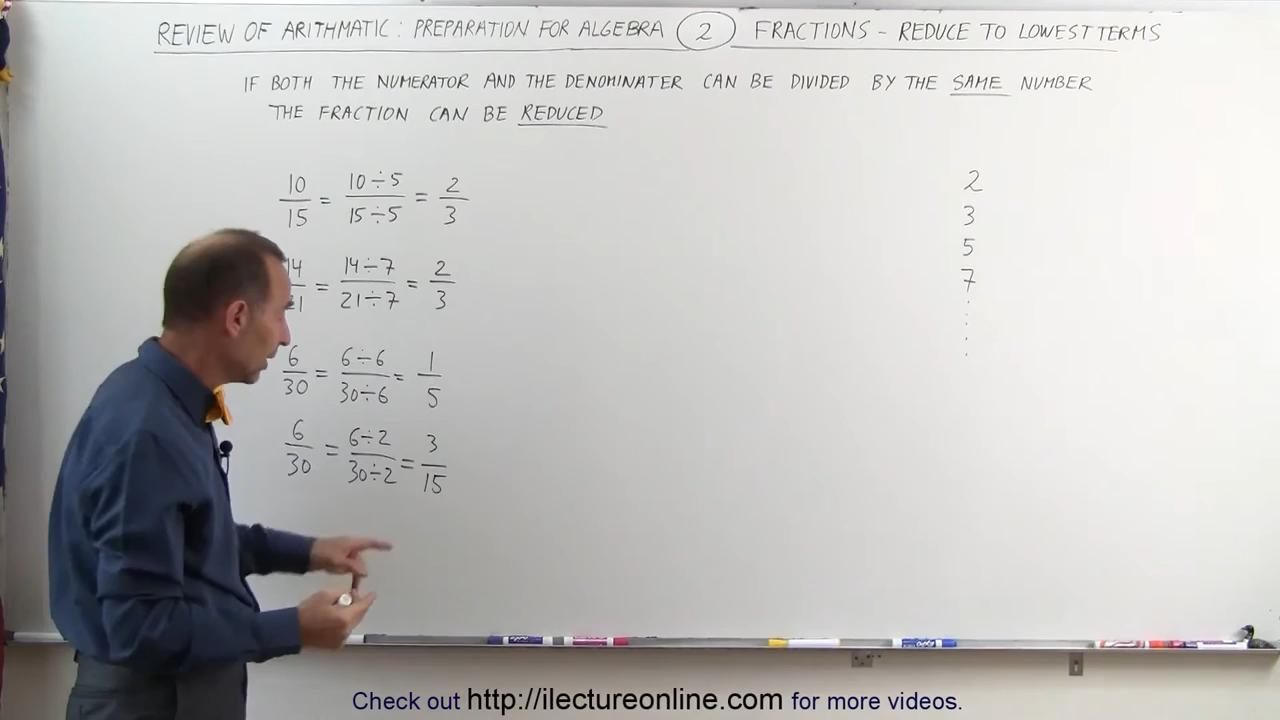 REVIEW OF ARITHMATIC: PREPARATION FOR ALGEBRA 2 FRACTIONS - REDUCE TO LOWEST TERMS
IF BOTH THE NUMERATOR AND THE DENOMINATER CAN BE DIVIDED BY THE SAME NUMBER
THE FRACTION CAN BE REDUCED
10/15 = 10÷5/15÷5 = 2/3
14/21 = 14÷7/21÷7 = 2/3
6/30 = 6÷6/30÷6 = 1/5
6/30 = 6÷2/30÷2 = 3/15
2
3
5
7
Check out http://ilectureonline.com for more videos.